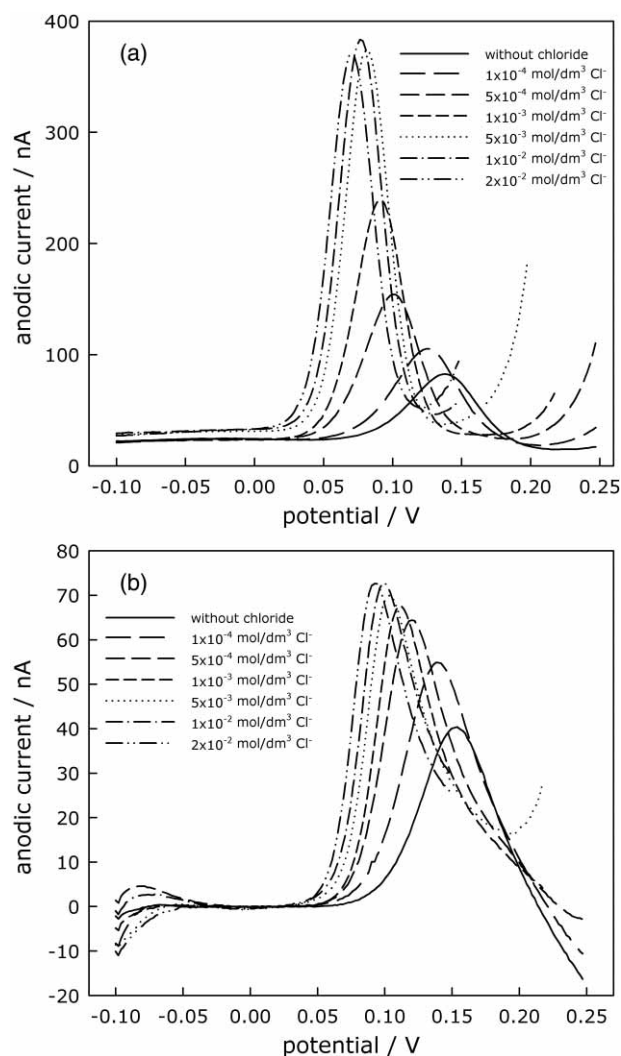 (a)
anodic current / nA
400
300
200
100
0
without chloride
1x10⁻⁴ mol/dm³ Cl⁻
5x10⁻⁴ mol/dm³ Cl⁻
1x10⁻³ mol/dm³ Cl⁻
5x10⁻³ mol/dm³ Cl⁻
1x10⁻² mol/dm³ Cl⁻
2x10⁻² mol/dm³ Cl⁻
-0.10 -0.05 0.00 0.05 0.10 0.15 0.20 0.25
potential / V
(b)
anodic current / nA
80
70
60
50
40
30
20
10
0
-10
-20
without chloride
1x10⁻⁴ mol/dm³ Cl⁻
5x10⁻⁴ mol/dm³ Cl⁻
1x10⁻³ mol/dm³ Cl⁻
5x10⁻³ mol/dm³ Cl⁻
1x10⁻² mol/dm³ Cl⁻
2x10⁻² mol/dm³ Cl⁻
-0.10 -0.05 0.00 0.05 0.10 0.15 0.20 0.25
potential / V